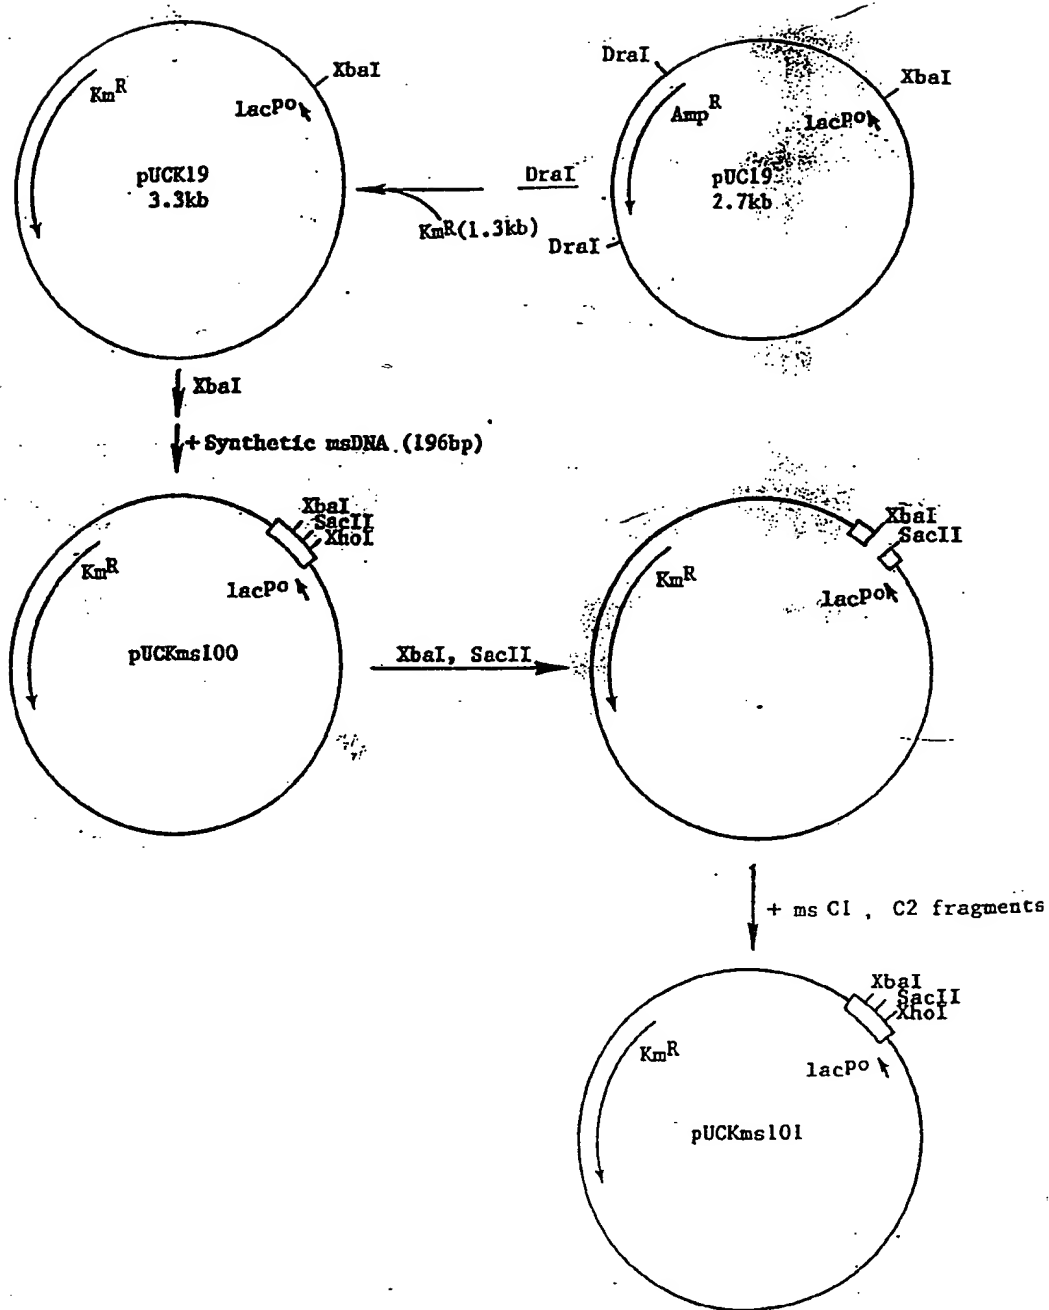 XbaI
KmR
lacPO
pUCK19
3.3kb
DraI
KmR(1.3kb)
DraI
XbaI
AmpR
lacPO
pUC19
2.7kb
DraI
XbaI
+ Synthetic msDNA (196bp)
XbaI
SacII
XhoI
KmR
lacPO
pUCKms100
XbaI, SacII
XbaI
SacII
KmR
lacPO
+ ms C1, C2 fragments
XbaI
SacII
XhoI
KmR
lacPO
pUCKms101